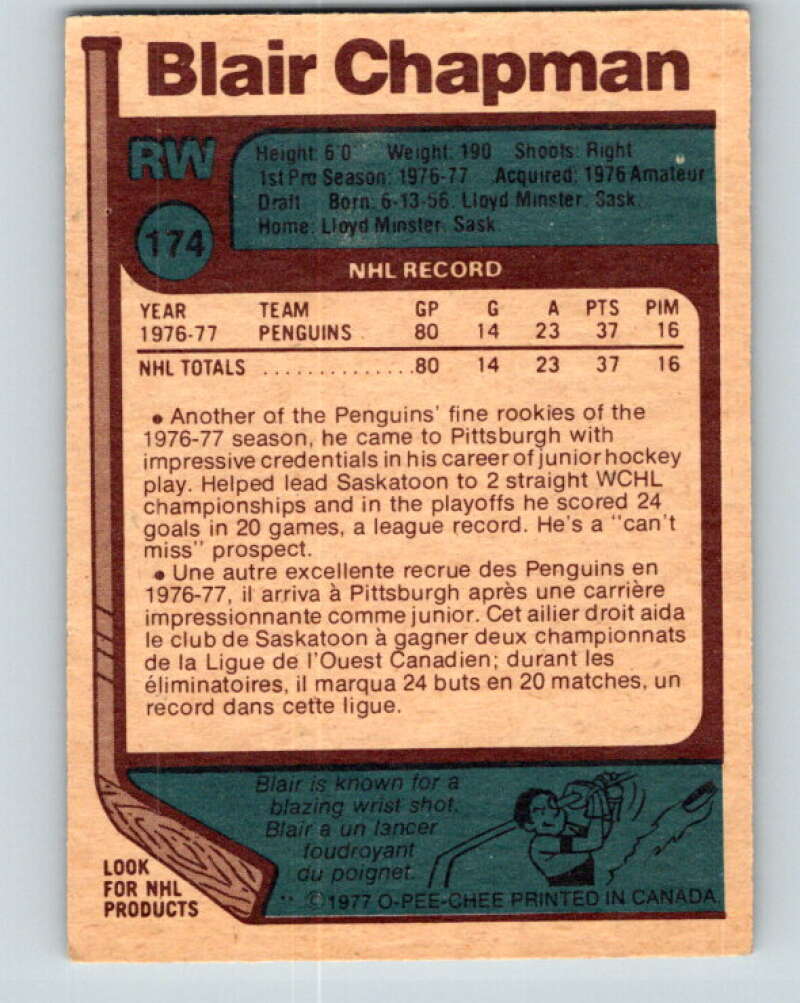 Blair Chapman
RW
Height: 6'0 Weight: 190 Shoots: Right
1st Pro Season: 1976-77 Acquired: 1976 Amateur
Draft Born: 6-13-56, Lloyd Minster, Sask.
Home: Lloyd Minster, Sask.
174
NHL RECORD
YEAR TEAM GP G A PTS PIM
1976-77 PENGUINS 80 14 23 37 16
NHL TOTALS ...............80 14 23 37 16
• Another of the Penguins' fine rookies of the
1976-77 season, he came to Pittsburgh with
impressive credentials in his career of junior hockey
play. Helped lead Saskatoon to 2 straight WCHL
championships and in the playoffs he scored 24
goals in 20 games, a league record. He's a "can't
miss" prospect.
• Une autre excellente recrue des Penguins en
1976-77, il arriva à Pittsburgh après une carrière
impressionnante comme junior. Cet ailier droit aida
le club de Saskatoon à gagner deux championnats
de la Ligue de l'Ouest Canadien; durant les
éliminatoires, il marqua 24 buts en 20 matches, un
record dans cette ligue.
Blair is known for a
blazing wrist shot.
Blair a un lancer
foudroyant
du poignet.
LOOK
FOR NHL
PRODUCTS
** ©1977 O-PEE-CHEE PRINTED IN CANADA